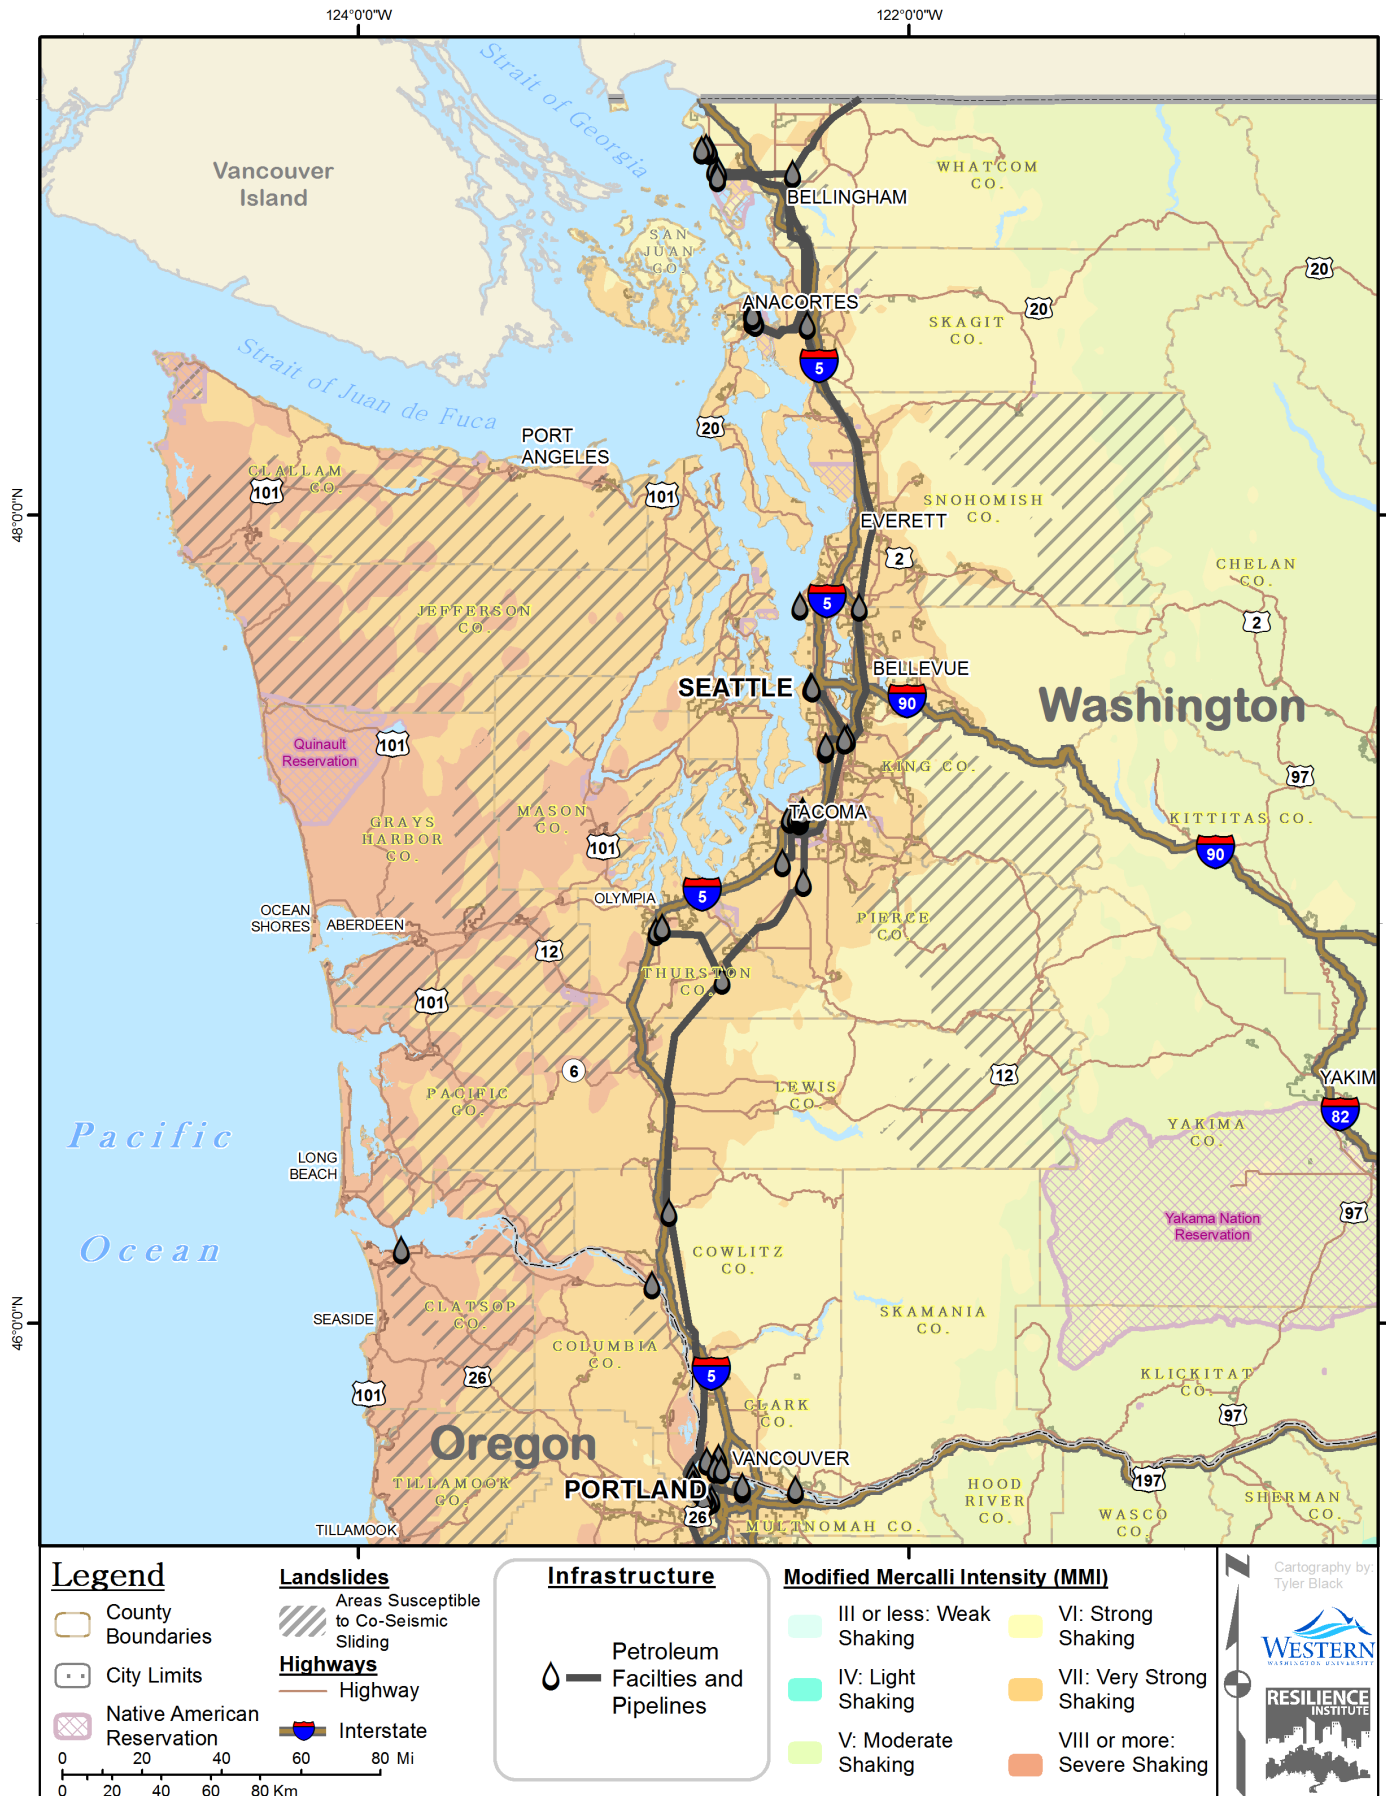 124°0'0"W
122°0'0"W
Strait of Georgia
Vancouver
Island
WHATCOM
CO.
BELLINGHAM
SAN
JUAN
CO.
20
ANACORTES
20
SKAGIT
CO.
5
Strait of Juan de Fuca
20
PORT
ANGELES
CLALLAM
CO.
101
101
48°0'0"N
SNOHOMISH
CO.
EVERETT
2
CHELAN
CO.
5
JEFFERSON
CO.
2
BELLEVUE
SEATTLE
90
Washington
Quinault
Reservation
101
KING CO.
97
GRAYS
HARBOR
CO.
MASON
CO.
TACOMA
KITTITAS CO.
101
90
OLYMPIA
5
OCEAN
SHORES
ABERDEEN
PIERCE
CO.
12
THURSTON
CO.
101
6
12
LEWIS
CO.
YAKIM
82
PACIFIC
CO.
Pacific
Ocean
YAKIMA
CO.
LONG
BEACH
97
Yakama Nation
Reservation
COWLITZ
CO.
SKAMANIA
CO.
46°0'0"N
SEASIDE
CLATSOP
CO.
COLUMBIA
CO.
26
101
5
KLICKITAT
CO.
97
CLARK
CO.
Oregon
VANCOUVER
197
TILLAMOOK
CO.
PORTLAND
HOOD
RIVER
CO.
SHERMAN
CO.
WASCO
CO.
26
TILLAMOOK
MULTNOMAH CO.
Legend
County
Boundaries
City Limits
Native American
Reservation
0 20 40 60 80 Mi
0 20 40 60 80 Km
Landslides
Areas Susceptible
to Co-Seismic
Sliding
Highways
Highway
Interstate
Infrastructure
Petroleum
Facilties and
Pipelines
Modified Mercalli Intensity (MMI)
III or less: Weak
Shaking
IV: Light
Shaking
V: Moderate
Shaking
VI: Strong
Shaking
VII: Very Strong
Shaking
VIII or more:
Severe Shaking
N
Cartography by:
Tyler Black
WESTERN
WASHINGTON UNIVERSITY
RESILIENCE
INSTITUTE